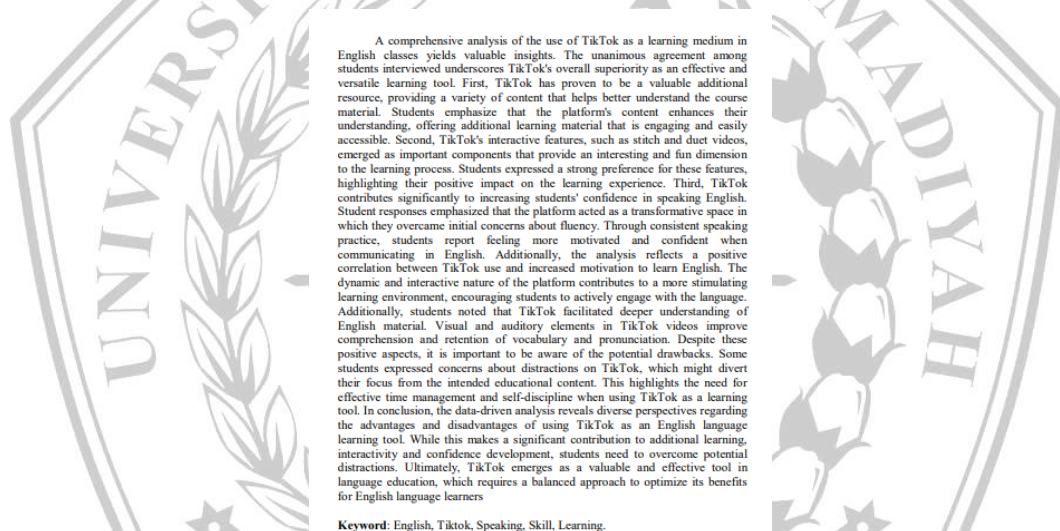 A comprehensive analysis of the use of TikTok as a learning medium in
English classes yields valuable insights. The unanimous agreement among
students interviewed underscores TikTok's overall superiority as an effective and
versatile learning tool. First, TikTok has proven to be a valuable additional
resource, providing a variety of content that helps better understand the course
material. Students emphasize that the platform's content enhances their
understanding, offering additional learning material that is engaging and easily
accessible. Second, TikTok's interactive features, such as stitch and duet videos,
emerged as important components that provide an interesting and fun dimension
to the learning process. Students expressed a strong preference for these features,
highlighting their positive impact on the learning experience. Third, TikTok
contributes significantly to increasing students' confidence in speaking English.
Student responses emphasized that the platform acted as a transformative space in
which they overcame initial concerns about fluency. Through consistent speaking
practice, students report feeling more motivated and confident when
communicating in English. Additionally, the analysis reflects a positive
correlation between TikTok use and increased motivation to learn English. The
dynamic and interactive nature of the platform contributes to a more stimulating
learning environment, encouraging students to actively engage with the language.
Additionally, students noted that TikTok facilitated deeper understanding of
English material. Visual and auditory elements in TikTok videos improve
comprehension and retention of vocabulary and pronunciation. Despite these
positive aspects, it is important to be aware of the potential drawbacks. Some
students expressed concerns about distractions on TikTok, which might divert
their focus from the intended educational content. This highlights the need for
effective time management and self-discipline when using TikTok as a learning
tool. In conclusion, the data-driven analysis reveals diverse perspectives regarding
the advantages and disadvantages of using TikTok as an English language
learning tool. While this makes a significant contribution to additional learning,
interactivity and confidence development, students need to overcome potential
distractions. Ultimately, TikTok emerges as a valuable and effective tool in
language education, which requires a balanced approach to optimize its benefits
for English language learners
Keyword: English, Tiktok, Speaking, Skill, Learning.
UNIVERS
MADIYAH